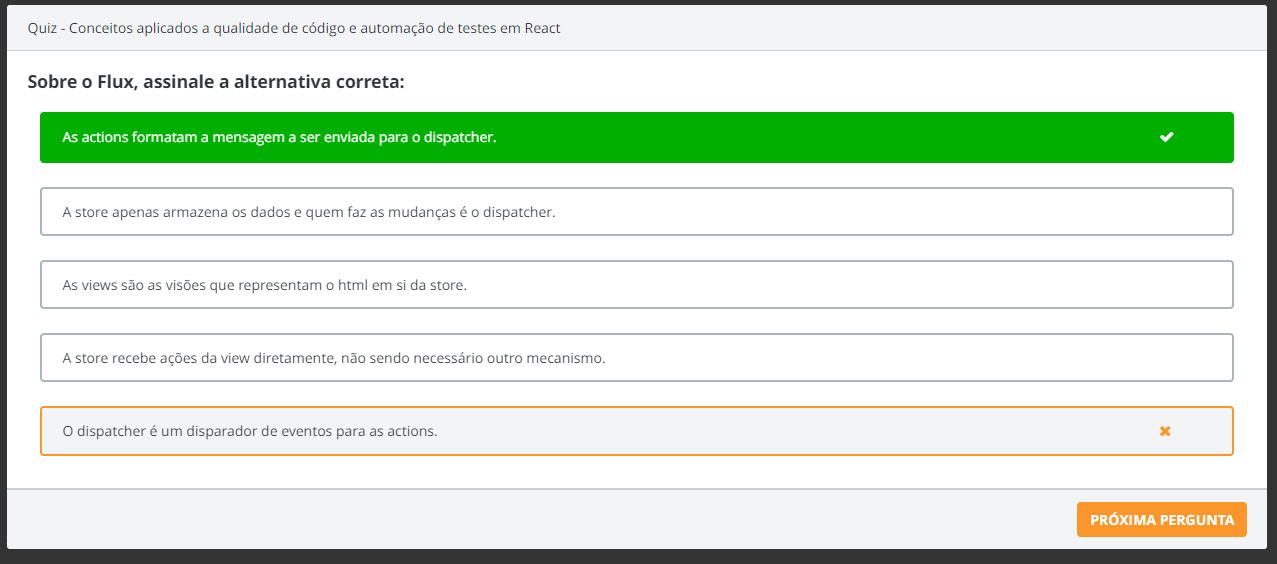 Quiz - Conceitos aplicados a qualidade de código e automação de testes em React
Sobre o Flux, assinale a alternativa correta:
As actions formatam a mensagem a ser enviada para o dispatcher.
A store apenas armazena os dados e quem faz as mudanças é o dispatcher.
As views são as visões que representam o html em si da store.
A store recebe ações da view diretamente, não sendo necessário outro mecanismo.
O dispatcher é um disparador de eventos para as actions.
PRÓXIMA PERGUNTA